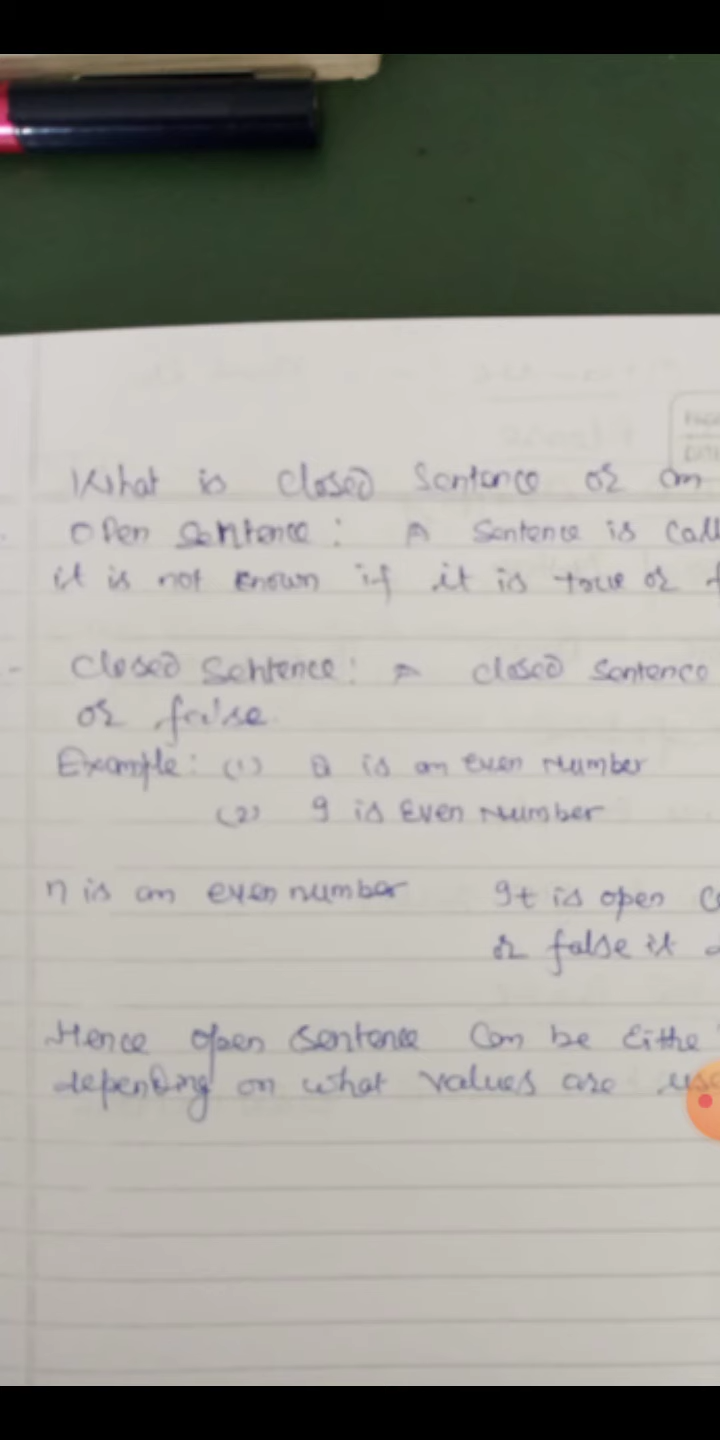 What is closed Sentence or an
Open Sentence: A Sentence is Call
it is not known if it is true or f
Closed Sentence: A closed Sentence
or false.
Example: (1) 8 is an even Number
(2) 9 is Even Number
n is an even number It is open
or false it
Hence open Sentence Can be Eithe
depending on what values are us